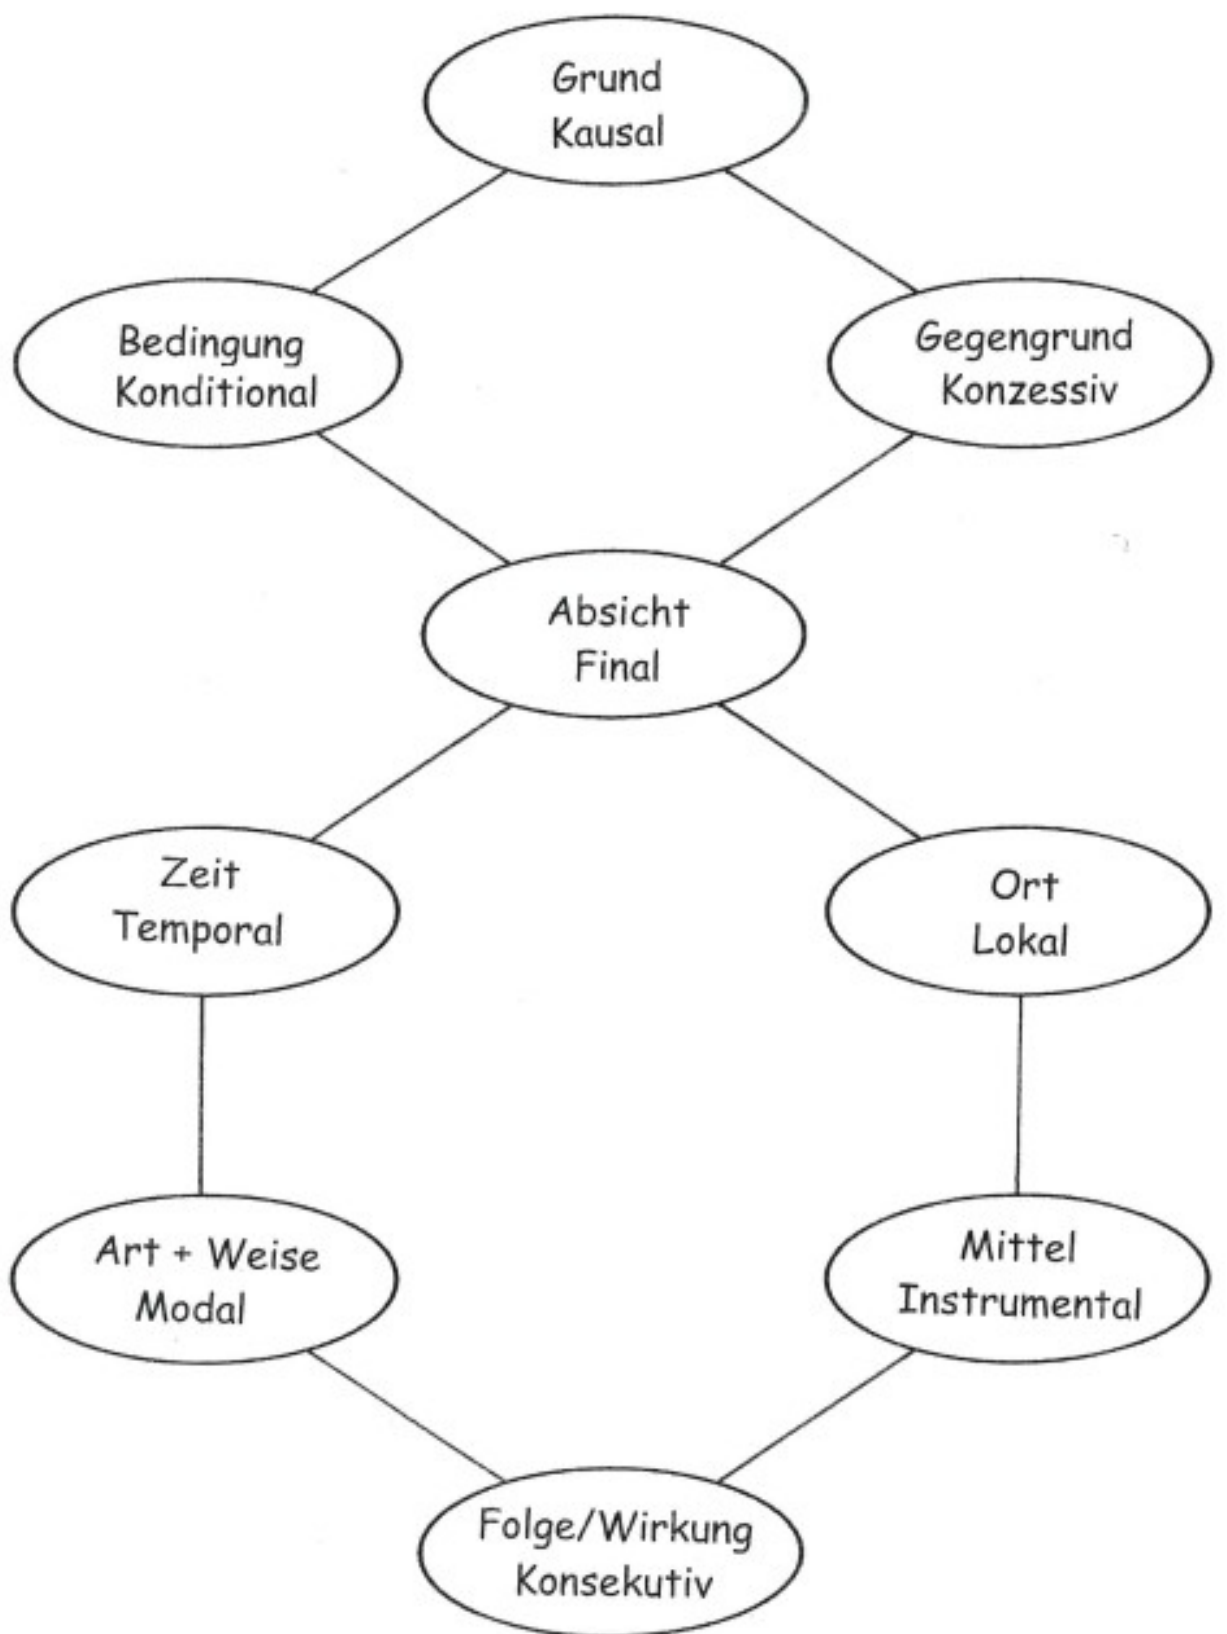 Grund
Kausal
Bedingung
Konditional
Gegengrund
Konzessiv
Absicht
Final
Zeit
Temporal
Ort
Lokal
Art + Weise
Modal
Mittel
Instrumental
Folge/Wirkung
Konsekutiv